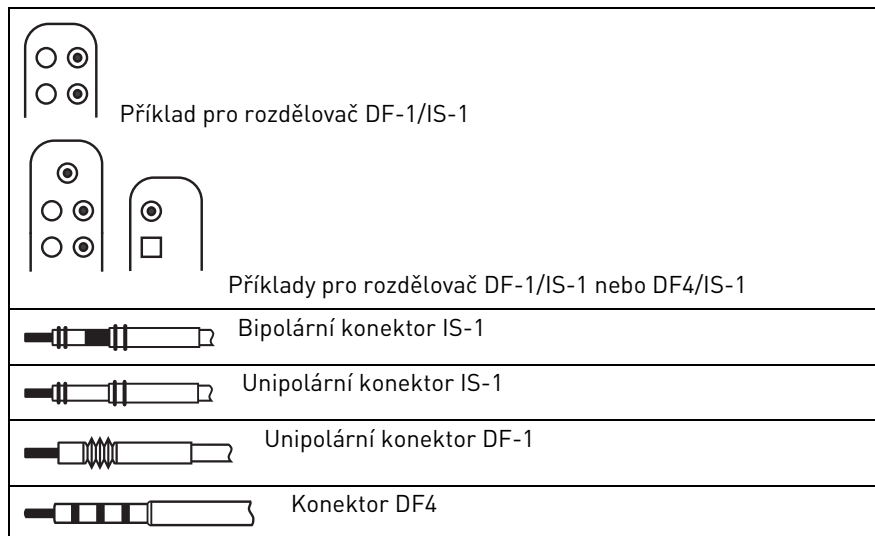 Příklad pro rozdělovač DF-1/IS-1
Příklady pro rozdělovač DF-1/IS-1 nebo DF4/IS-1
Bipolární konektor IS-1
Unipolární konektor IS-1
Unipolární konektor DF-1
Konektor DF4